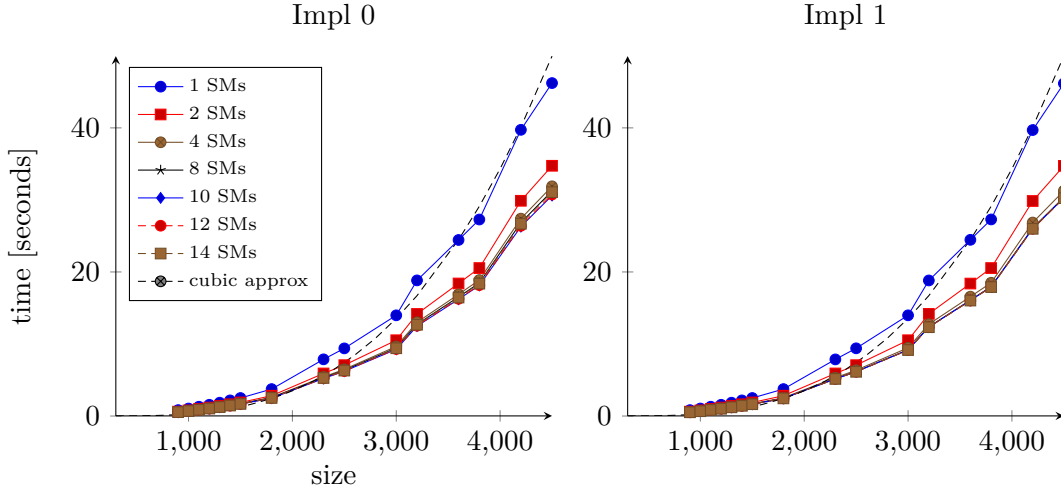 Impl 0
Impl 1
time [seconds]
40
20
0
1 SMs
2 SMs
4 SMs
8 SMs
10 SMs
12 SMs
14 SMs
cubic approx
1,000 2,000 3,000 4,000
size
40
20
0
1,000 2,000 3,000 4,000